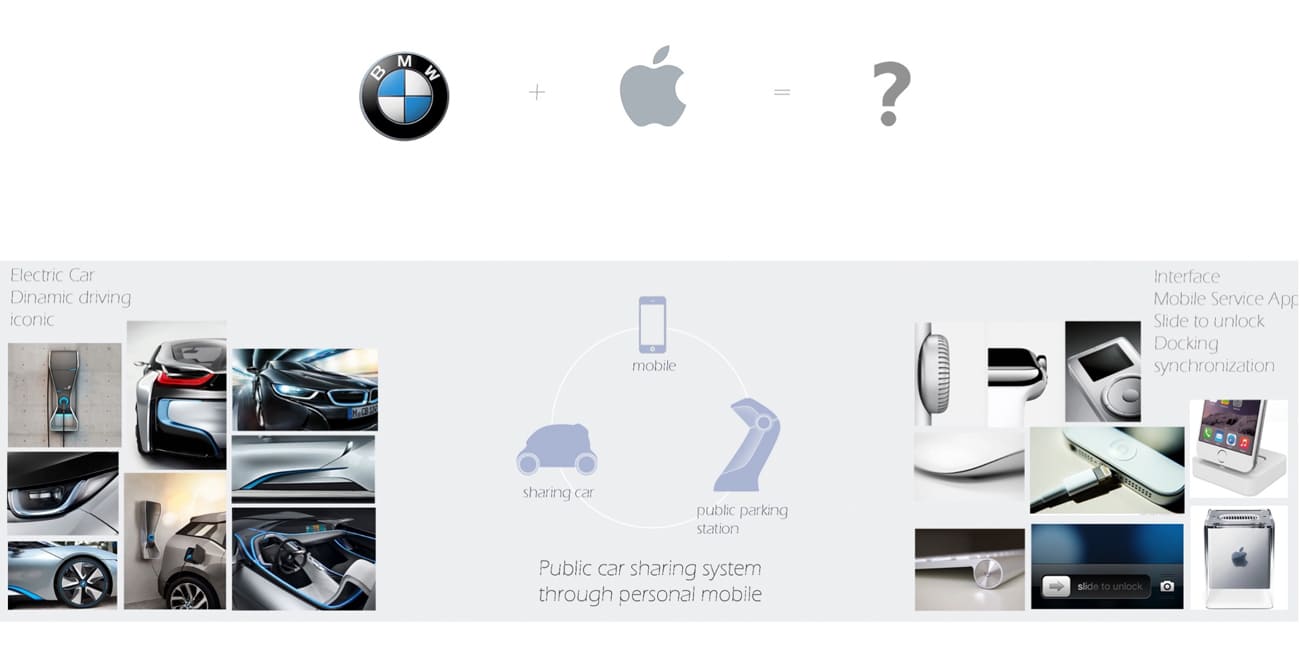 BMW
+
=
?
Electric Car
Dinamic driving
iconic
Interface
Mobile Service App
Slide to unlock
Docking
synchronization
mobile
sharing car
public parking
station
Public car sharing system
through personal mobile
slide to unlock